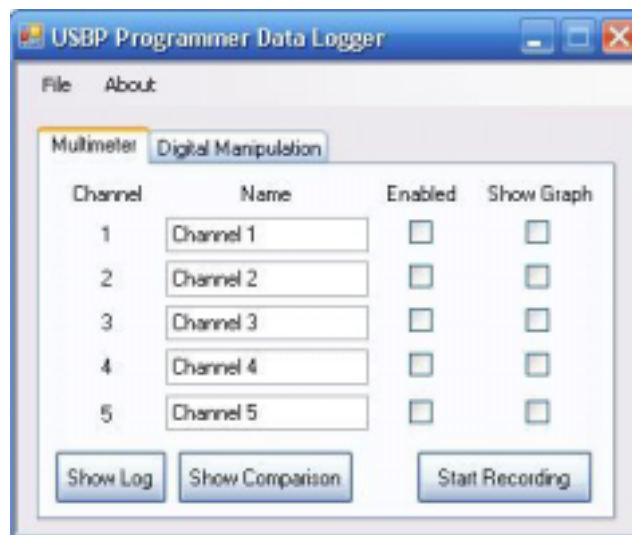 USBP Programmer Data Logger
File About
Multimeter Digital Manipulation
Channel Name Enabled Show Graph
1 Channel 1
2 Channel 2
3 Channel 3
4 Channel 4
5 Channel 5
Show Log Show Comparison Start Recording